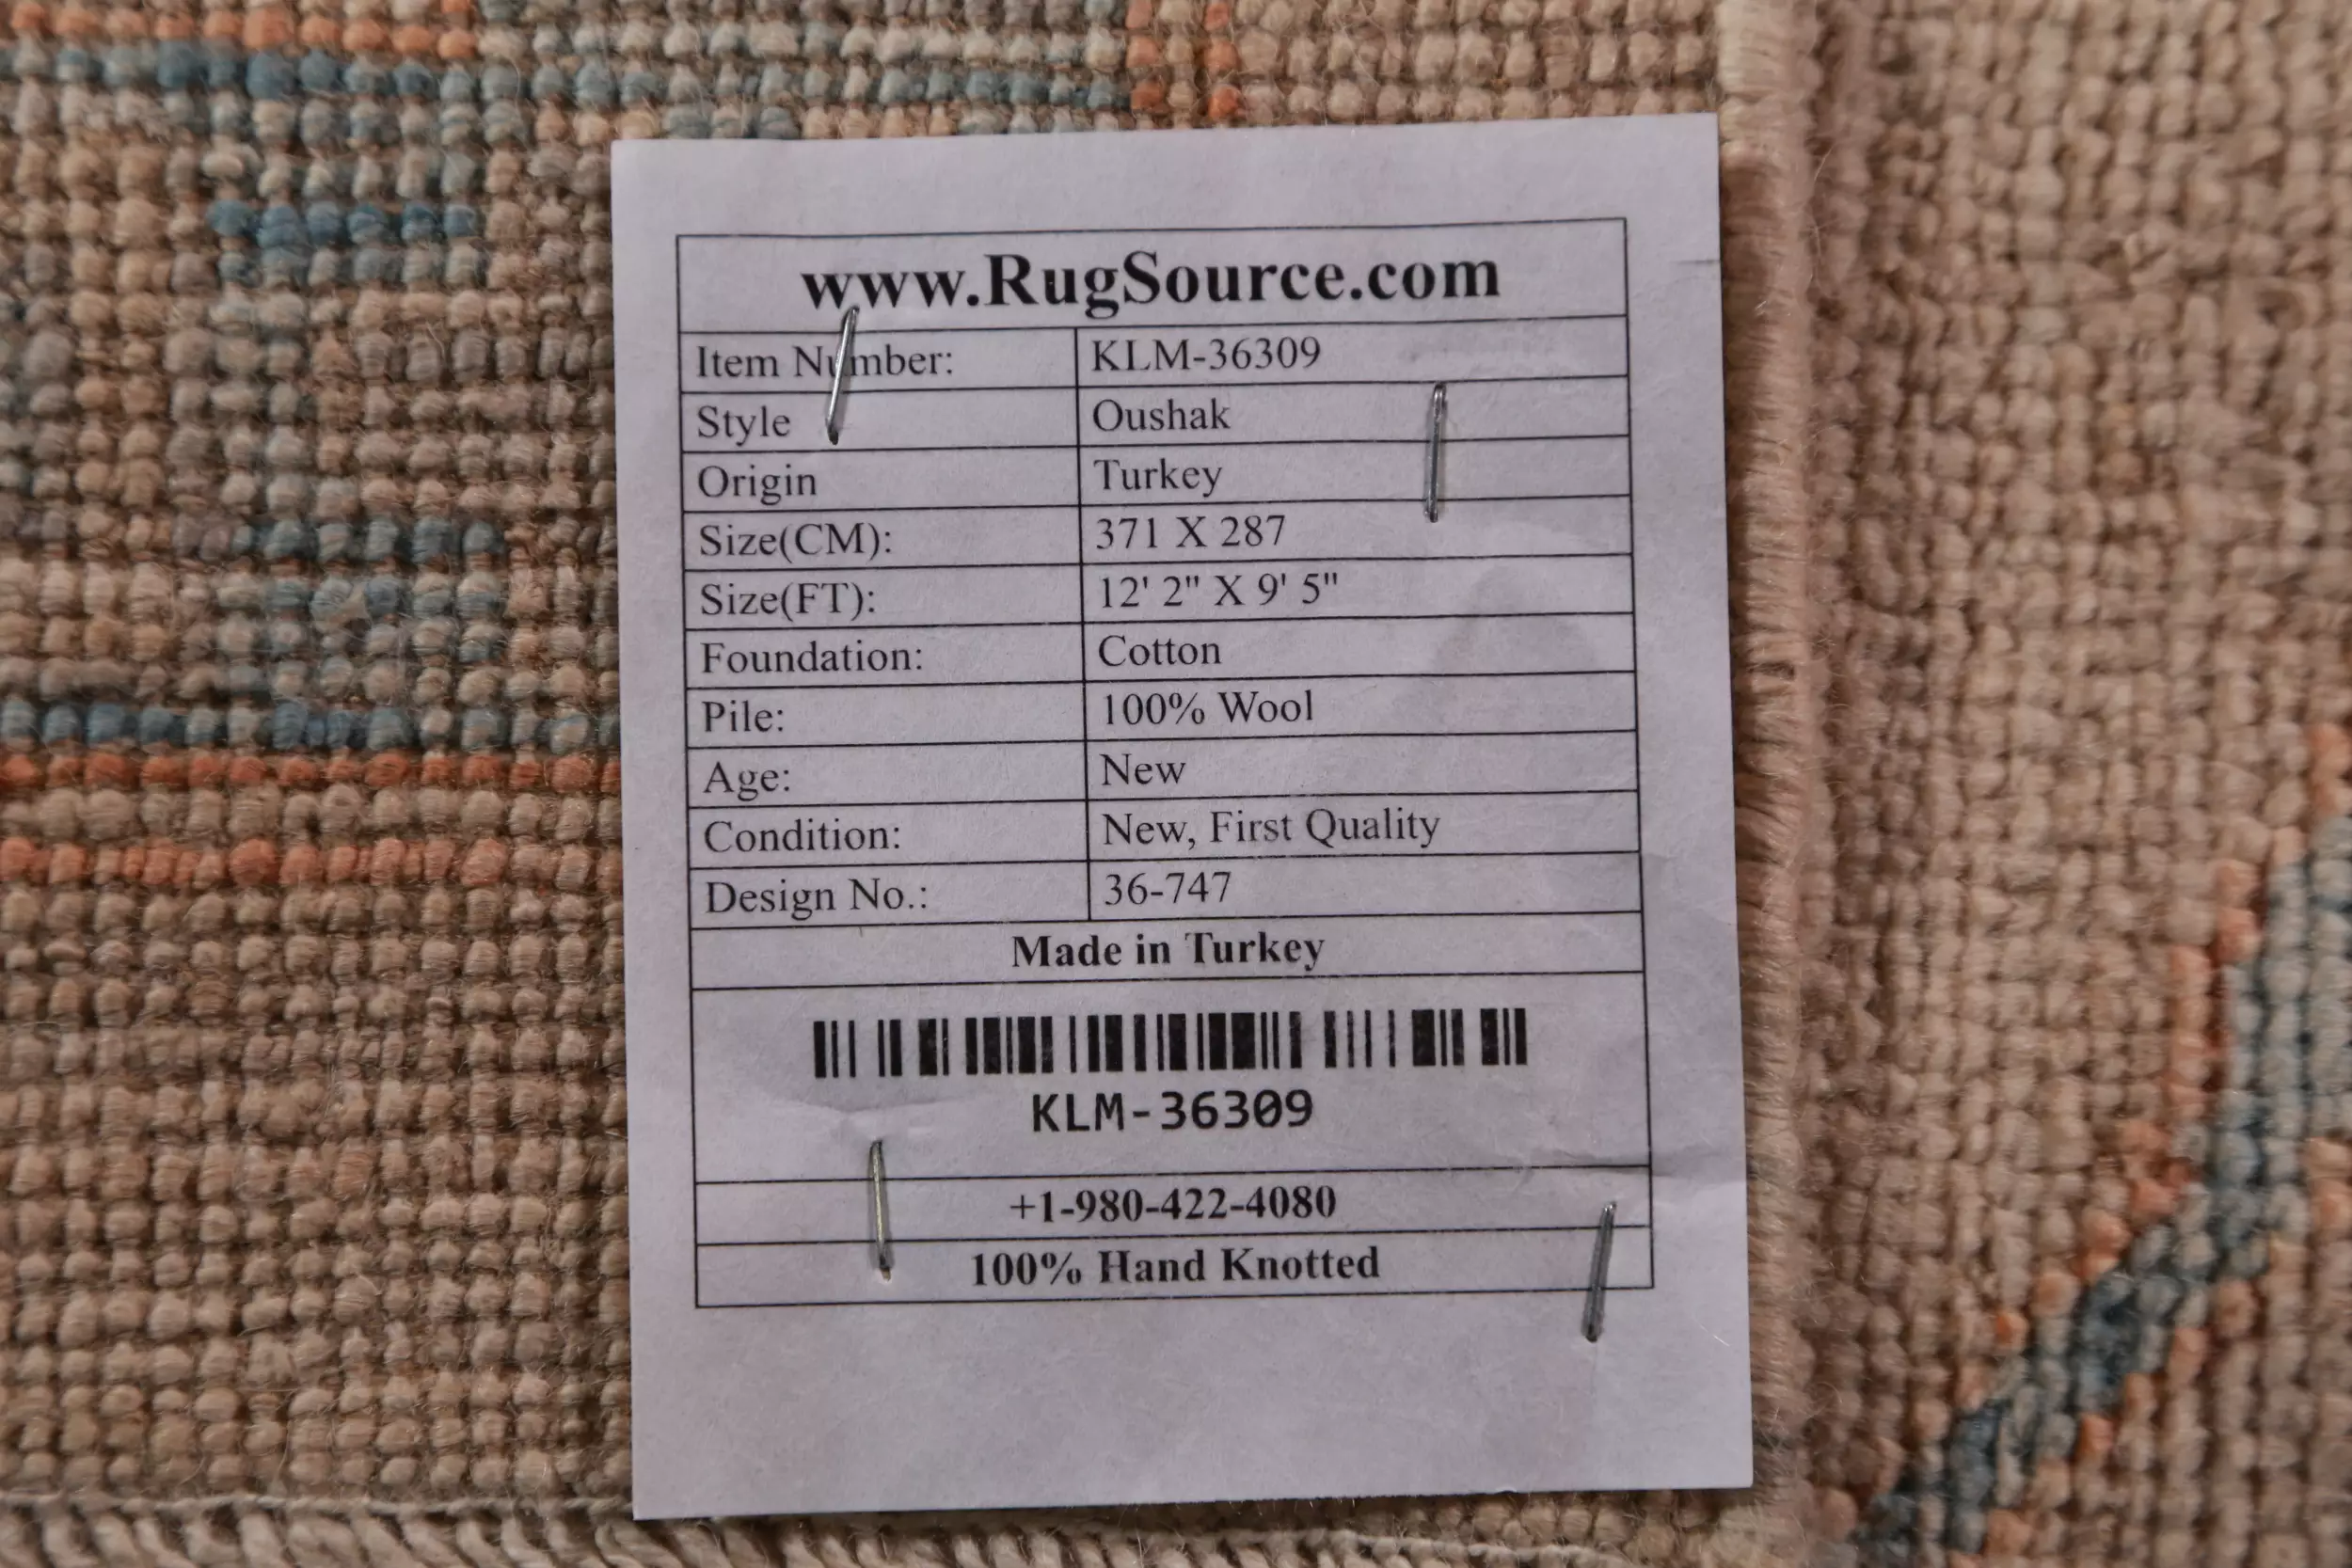 www.RugSource.com
Item Number: KLM-36309
Style Oushak
Origin Turkey
Size(CM): 371 X 287
Size(FT): 12' 2" X 9' 5"
Foundation: Cotton
Pile: 100% Wool
Age: New
Condition: New, First Quality
Design No.: 36-747
Made in Turkey
KLM-36309
+1-980-422-4080
100% Hand Knotted